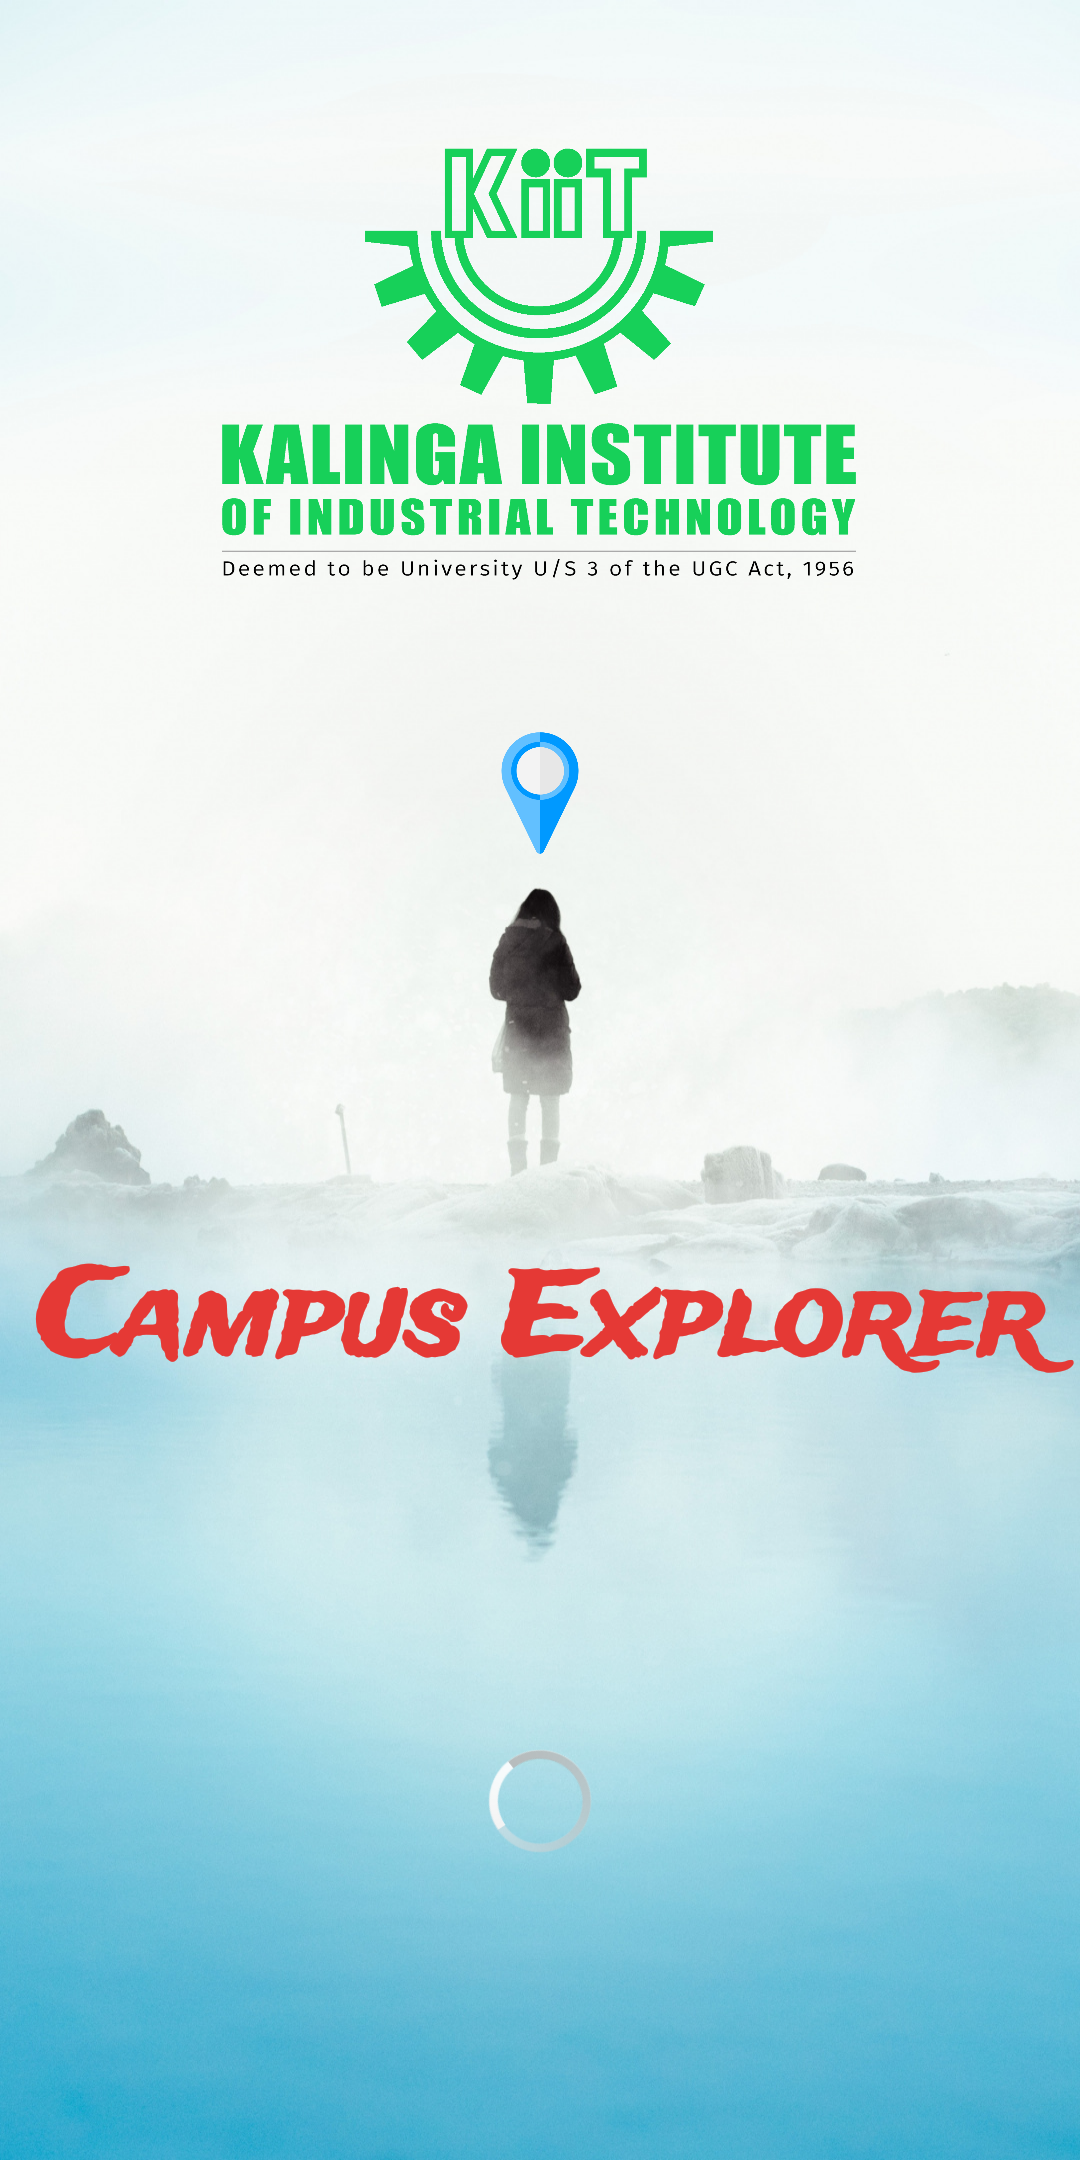 KiiT
KALINGA INSTITUTE
OF INDUSTRIAL TECHNOLOGY
Deemed to be University U/S 3 of the UGC Act, 1956
CAMPUS EXPLORER